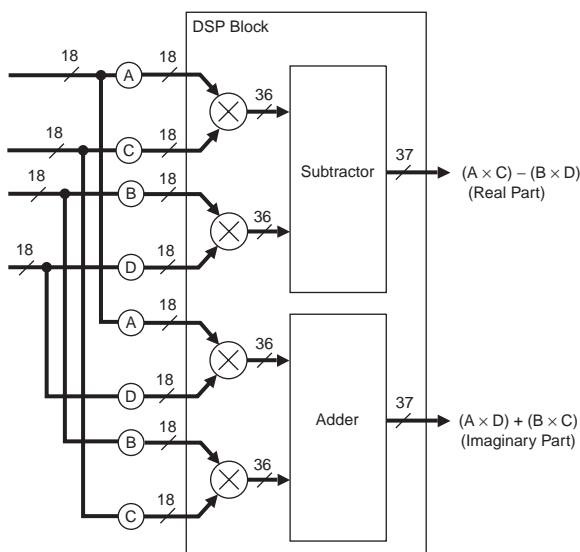 DSP Block
18
A
18
36
18
C
18
Subtractor
37
(A × C) – (B × D)
(Real Part)
18
B
18
36
18
D
18
18
A
36
18
D
Adder
37
(A × D) + (B × C)
(Imaginary Part)
18
B
36
18
C